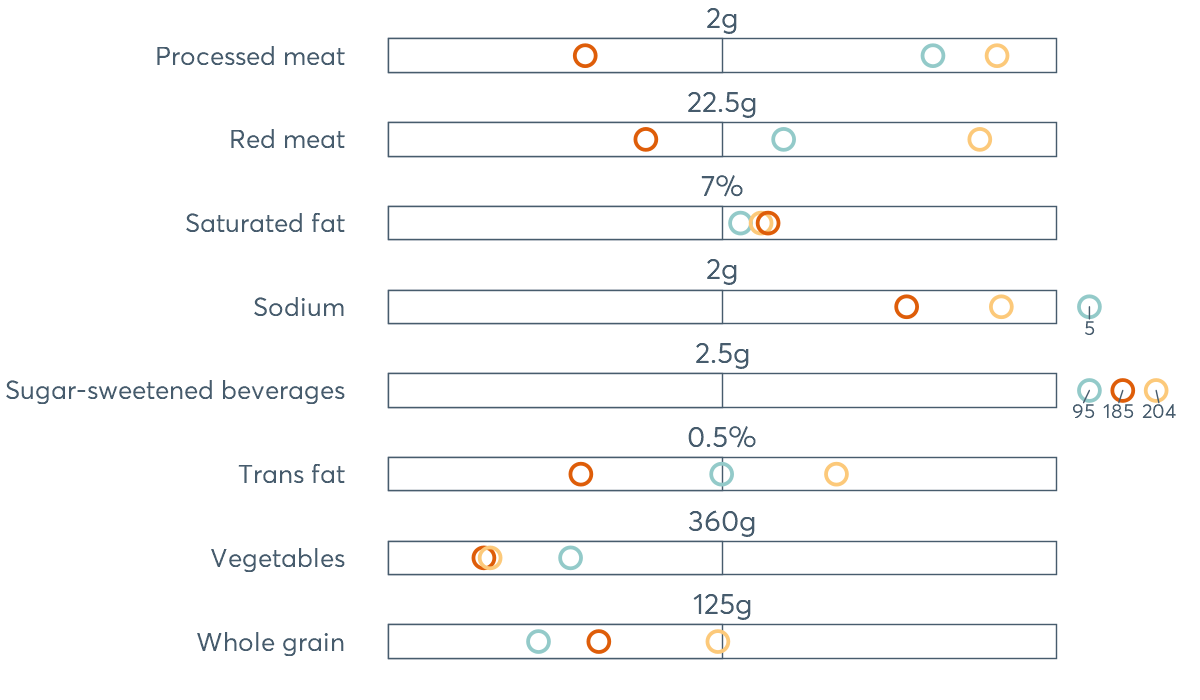 2g
Processed meat
22.5g
Red meat
7%
Saturated fat
2g
Sodium
5
2.5g
Sugar-sweetened beverages
95 185 204
0.5%
Trans fat
360g
Vegetables
125g
Whole grain